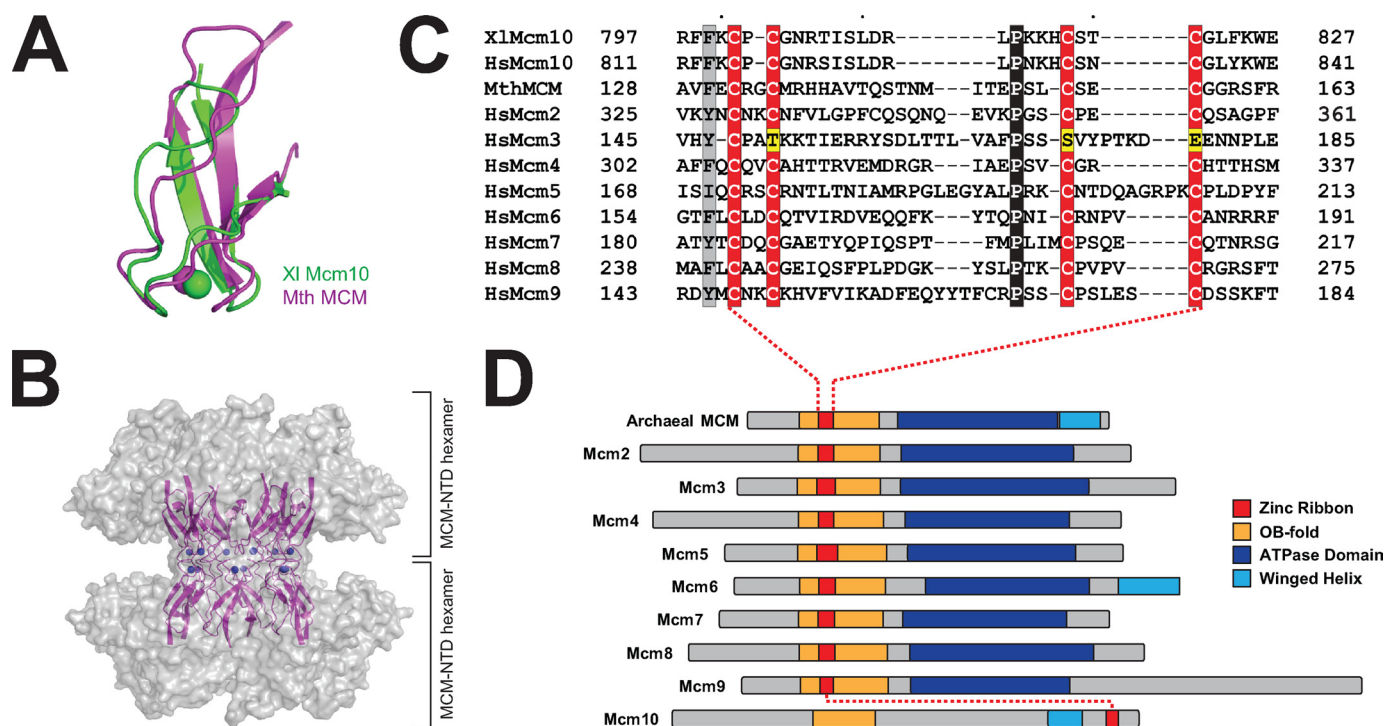 A
Xl Mcm10
Mth MCM
B
MCM-NTD hexamer
MCM-NTD hexamer
C
XlMcm10 797 RFFKCP-CGNRTISLDR--------LPKKHCST-------CGLFKWE 827
HsMcm10 811 RFFKCP-CGNRSISLDR--------LPNKHCSS-------CGLYKWE 841
MthMCM 128 AVFECRGCMRHHAVTQSTNM---ITEPSL-CSE-------CGGRSFR 163
HsMcm2 325 VKYNCNKCNFVLGPFCQSQNQ--EVKPGS-CPE-------CQSAGPF 361
HsMcm3 145 VHY-CPATKKTIERRYSDLTTL-VAFPSS-SVYPTKD---EENNPLE 185
HsMcm4 302 AFFQCQVCAHTTRVEMDRGR---IAEPSV-CGR-------CHTTHSM 337
HsMcm5 168 ISIQCRSCRNTLTNIAMRPGLEGYALPRK-CNTDQAGRPKCPLDPYF 213
HsMcm6 154 GTFLCLDCQTVIRDVEQQFK---YTQPNI-CRNPV-----CANRRRF 191
HsMcm7 180 ATYTCDQCGAETYQPIQSPT----FMPLIMCPSQE-----CQTNRSG 217
HsMcm8 238 MAFLCAACGEIQSFPLPDGK---YSLPTK-CPVPV-----CRGRSFT 275
HsMcm9 143 RDYMCNKCKHVFVIKADFEQYYTFCRPSS-CPSLES----CDSSKFT 184
D
Archaeal MCM
Mcm2
Mcm3
Mcm4
Mcm5
Mcm6
Mcm7
Mcm8
Mcm9
Mcm10
Zinc Ribbon
OB-fold
ATPase Domain
Winged Helix